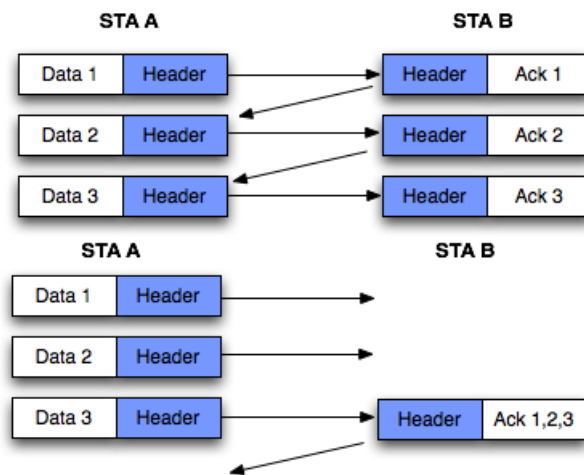 STA A STA B
Data 1 Header Header Ack 1
Data 2 Header Header Ack 2
Data 3 Header Header Ack 3
STA A STA B
Data 1 Header
Data 2 Header
Data 3 Header Header Ack 1,2,3